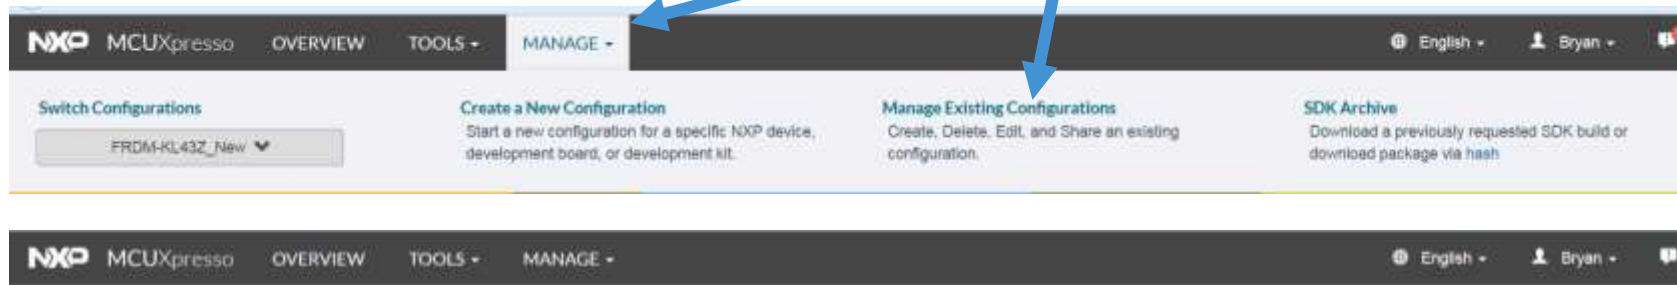 NXP MCUXpresso OVERVIEW TOOLS MANAGE English Bryan
Switch Configurations
FRDM-KL43Z_New
Create a New Configuration
Start a new configuration for a specific NXP device,
development board, or development kit.
Manage Existing Configurations
Create, Delete, Edit, and Share an existing
configuration.
SDK Archive
Download a previously requested SDK build or
download package via hash
NXP MCUXpresso OVERVIEW TOOLS MANAGE English Bryan